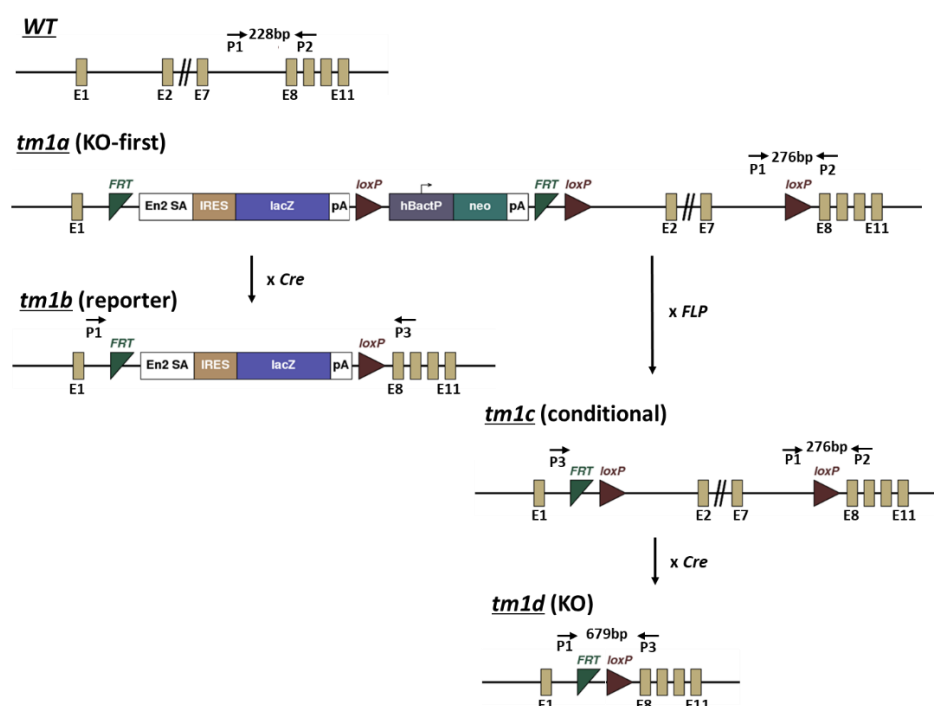 WT
P1 228bp P2
E1 E2 E7 E8 E11
tm1a (KO-first)
FRT loxP FRT loxP P1 276bp P2 loxP
En2 SA IRES lacZ pA hBactP neo pA
E1 E2 E7 E8 E11
x Cre x FLP
tm1b (reporter)
P1 FRT loxP P3
En2 SA IRES lacZ pA
E1 E8 E11
tm1c (conditional)
P3 FRT loxP P1 276bp P2 loxP
E1 E2 E7 E8 E11
x Cre
tm1d (KO)
P1 679bp P3
FRT loxP
E1 E8 E11